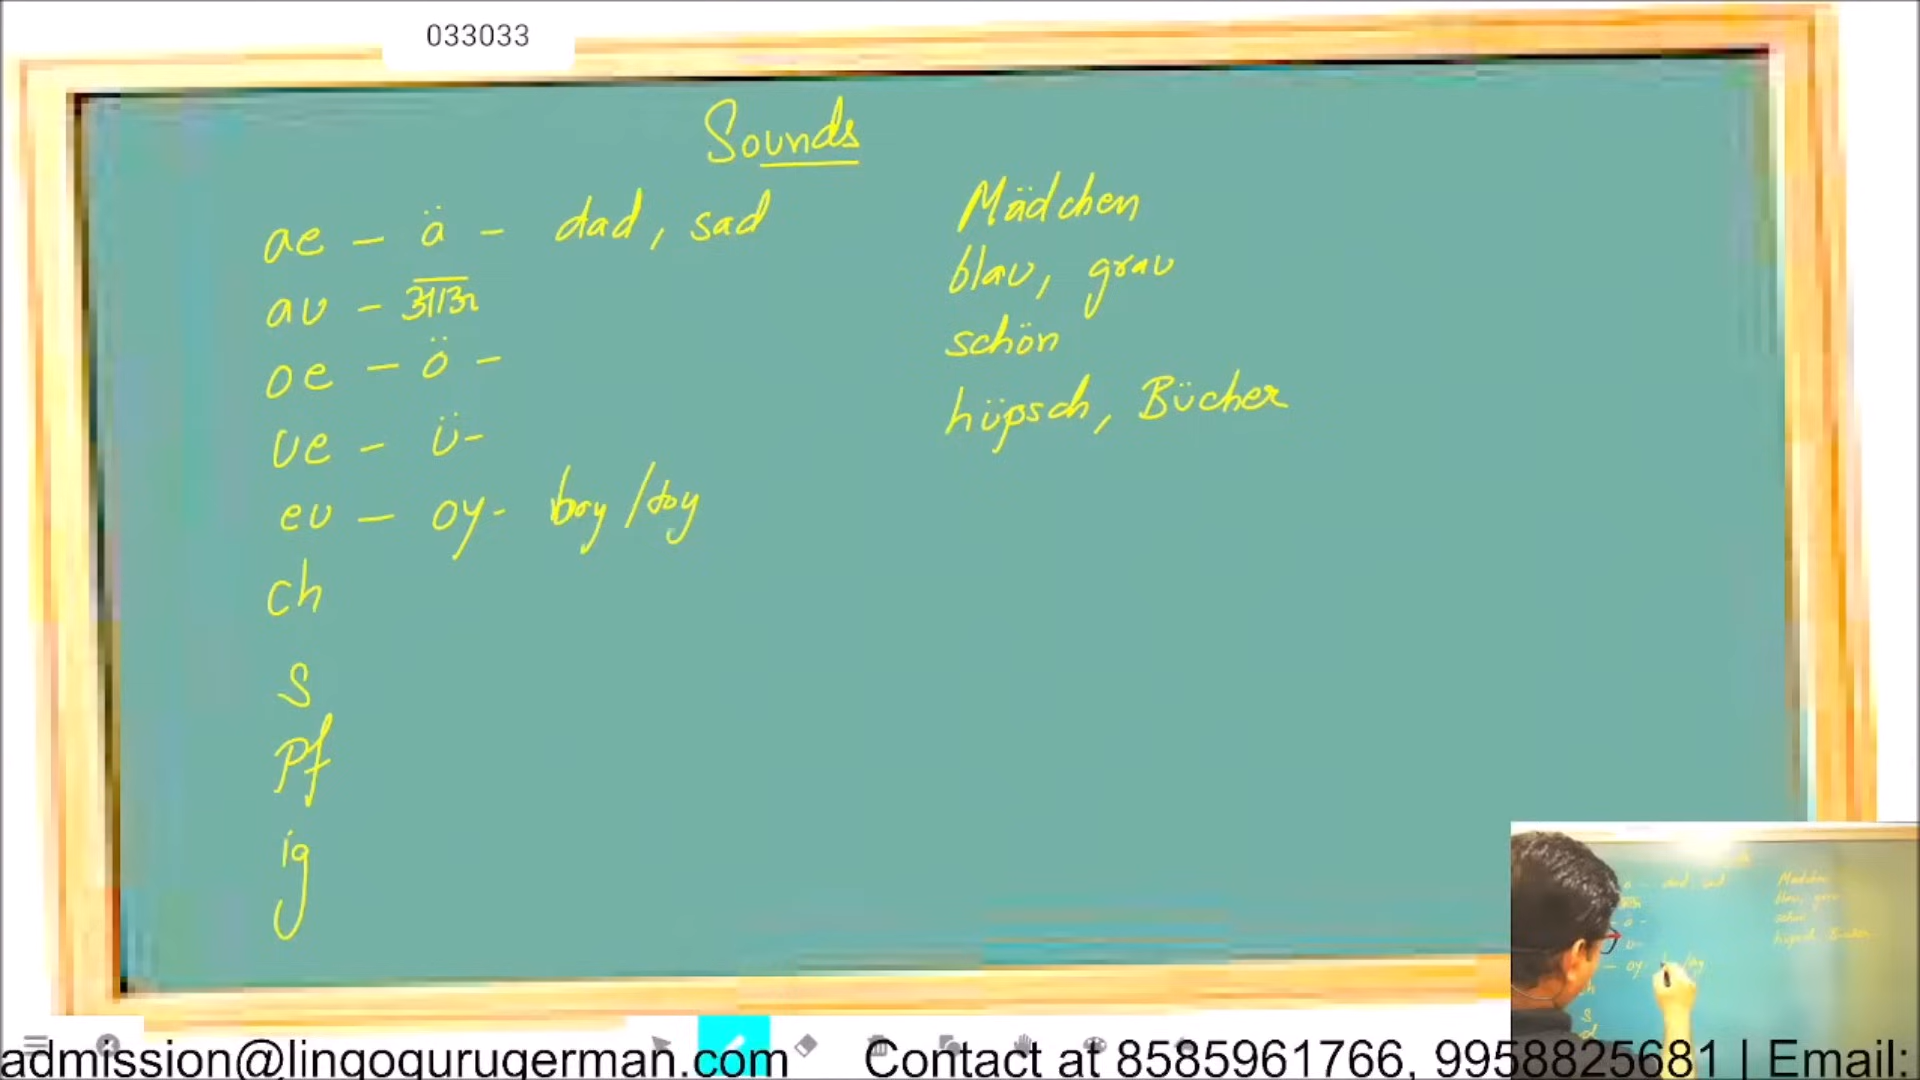 033033
Sounds
ae - ä - dad, sad Mädchen
au - आउ blau, grau
oe - ö - schön
ue - ü - hüpsch, Bücher
eu - oy - boy / toy
ch
s
Pf
ig
admission@lingogurugerman.com Contact at 8585961766, 9958825681 | Email: